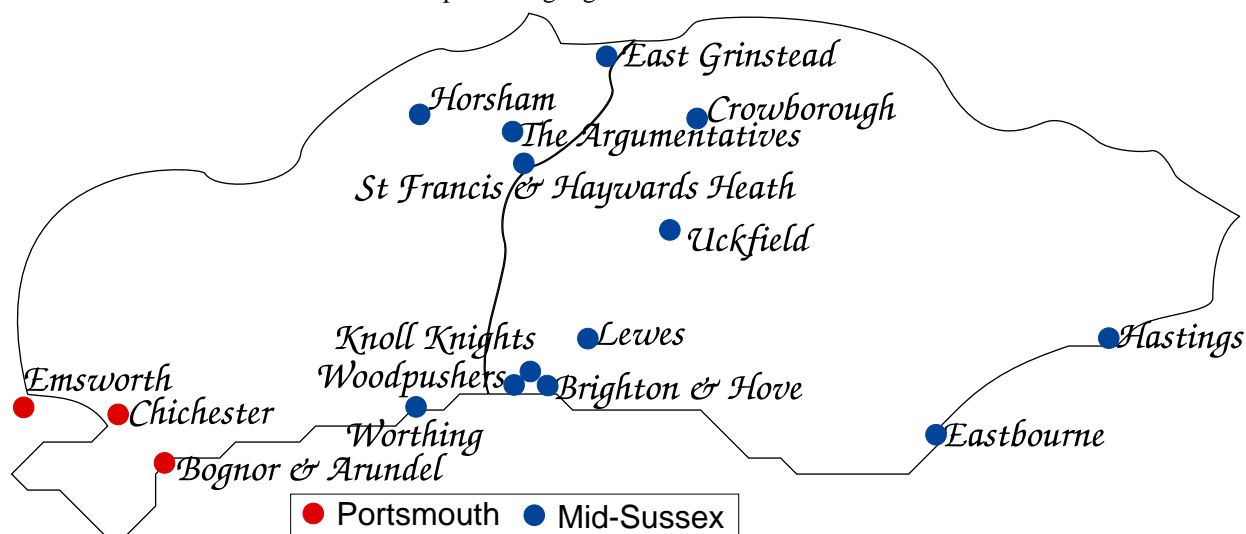 East Grinstead
Horsham
Crowborough
The Argumentatives
St Francis & Haywards Heath
Uckfield
Knoll Knights
Lewes
Hastings
Emsworth
Woodpushers
Brighton & Hove
Chichester
Worthing
Eastbourne
Bognor & Arundel
Portsmouth Mid-Sussex